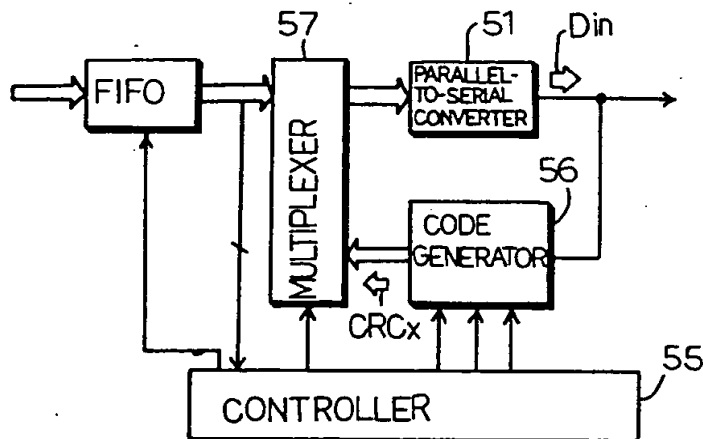 57
51
Din
FIFO
MULTIPLEXER
PARALLEL-
TO-SERIAL
CONVERTER
56
CODE
GENERATOR
CRCx
55
CONTROLLER